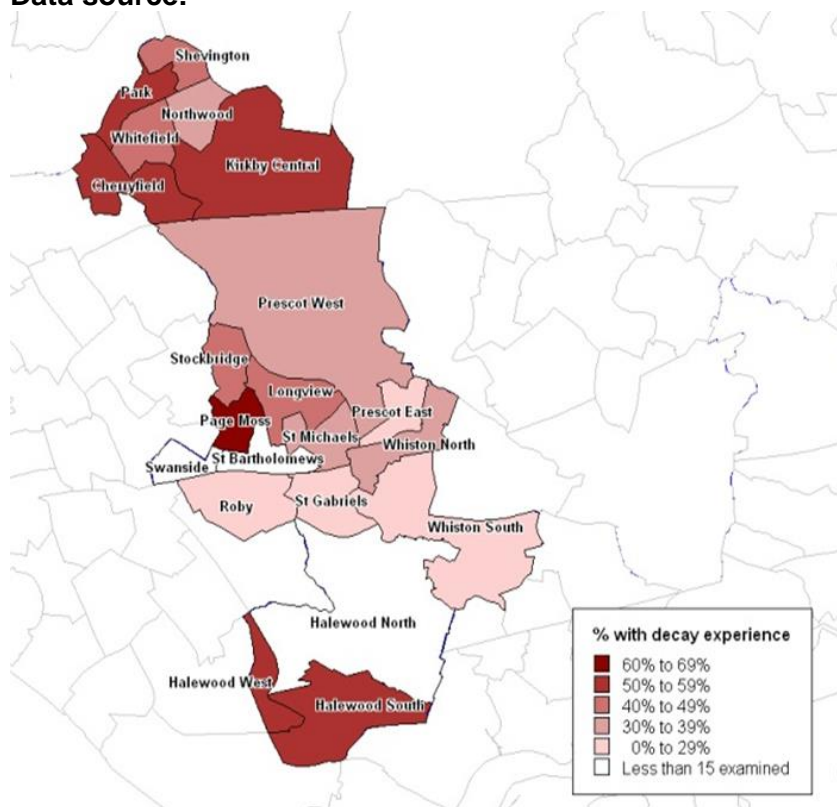 Data source:
Shevington
Park
Northwood
Whitefield
Kirkby Central
Cherryfield
Prescot West
Stockbridge
Longview
Page Moss
Prescot East
St Michaels
Whiston North
St Bartholomews
Swanside
Roby
St Gabriels
Whiston South
Halewood North
Halewood West
Halewood South
% with decay experience
60% to 69%
50% to 59%
40% to 49%
30% to 39%
0% to 29%
Less than 15 examined